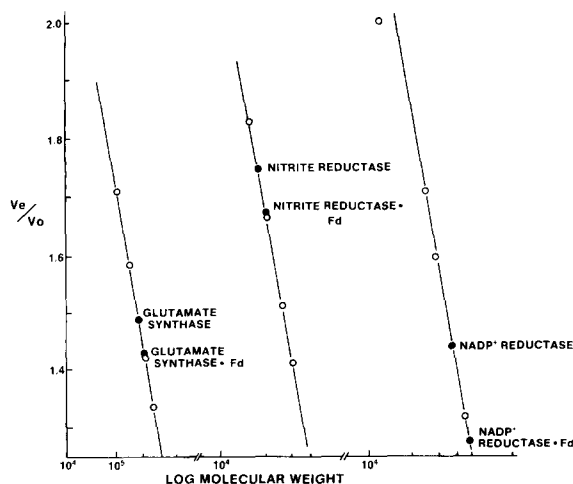 2.0
1.8
1.6
1.4
Ve/Vo
NITRITE REDUCTASE
NITRITE REDUCTASE •
Fd
GLUTAMATE
SYNTHASE
GLUTAMATE
SYNTHASE • Fd
NADP⁺ REDUCTASE
NADP⁺
REDUCTASE • Fd
10⁴
10⁵
10⁴
10⁴
LOG MOLECULAR WEIGHT